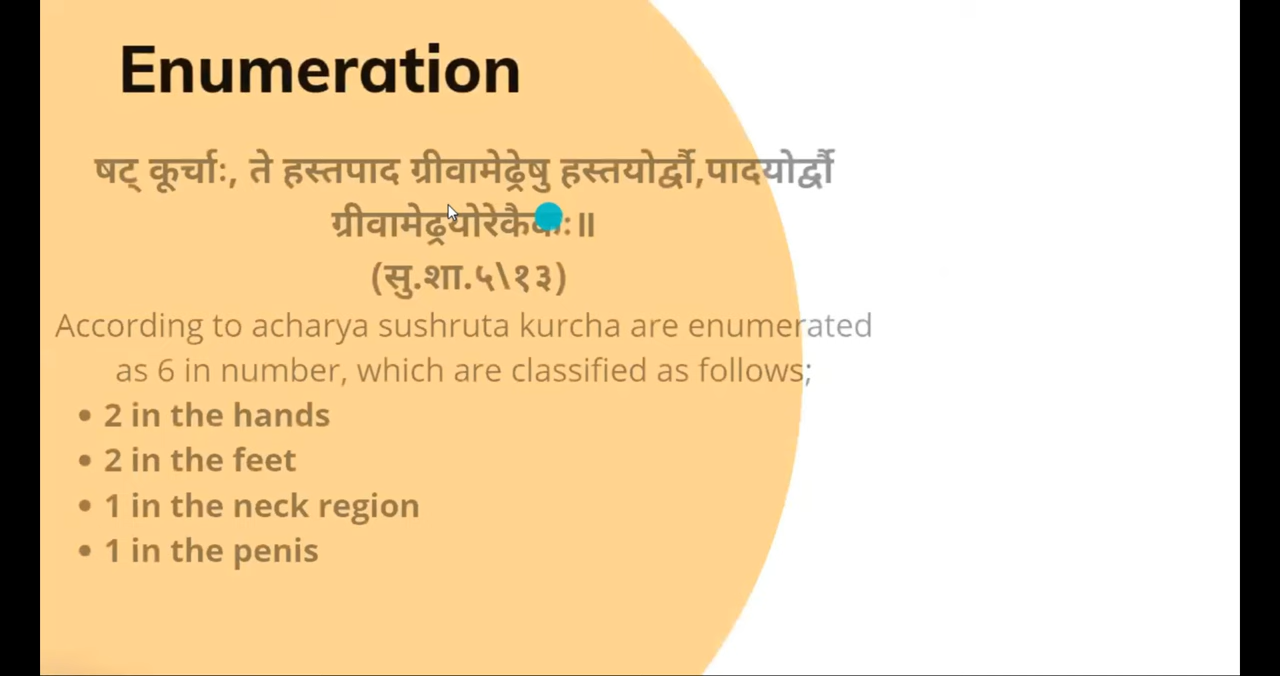 Enumeration
षट् कूर्चाः, ते हस्तपाद ग्रीवामेढ्रेषु हस्तयोर्द्वौ,पादयोर्द्वौ
ग्रीवामेढ्रयोरेकैकः॥
(सु.शा.५\१३)
According to acharya sushruta kurcha are enumerated
as 6 in number, which are classified as follows;
• 2 in the hands
• 2 in the feet
• 1 in the neck region
• 1 in the penis